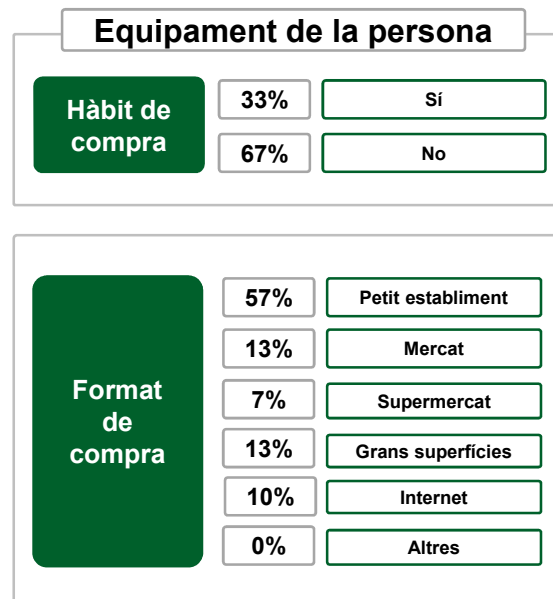 Equipament de la persona
Hàbit de
compra
33%
Sí
67%
No
Format
de
compra
57%
Petit establiment
13%
Mercat
7%
Supermercat
13%
Grans superfícies
10%
Internet
0%
Altres